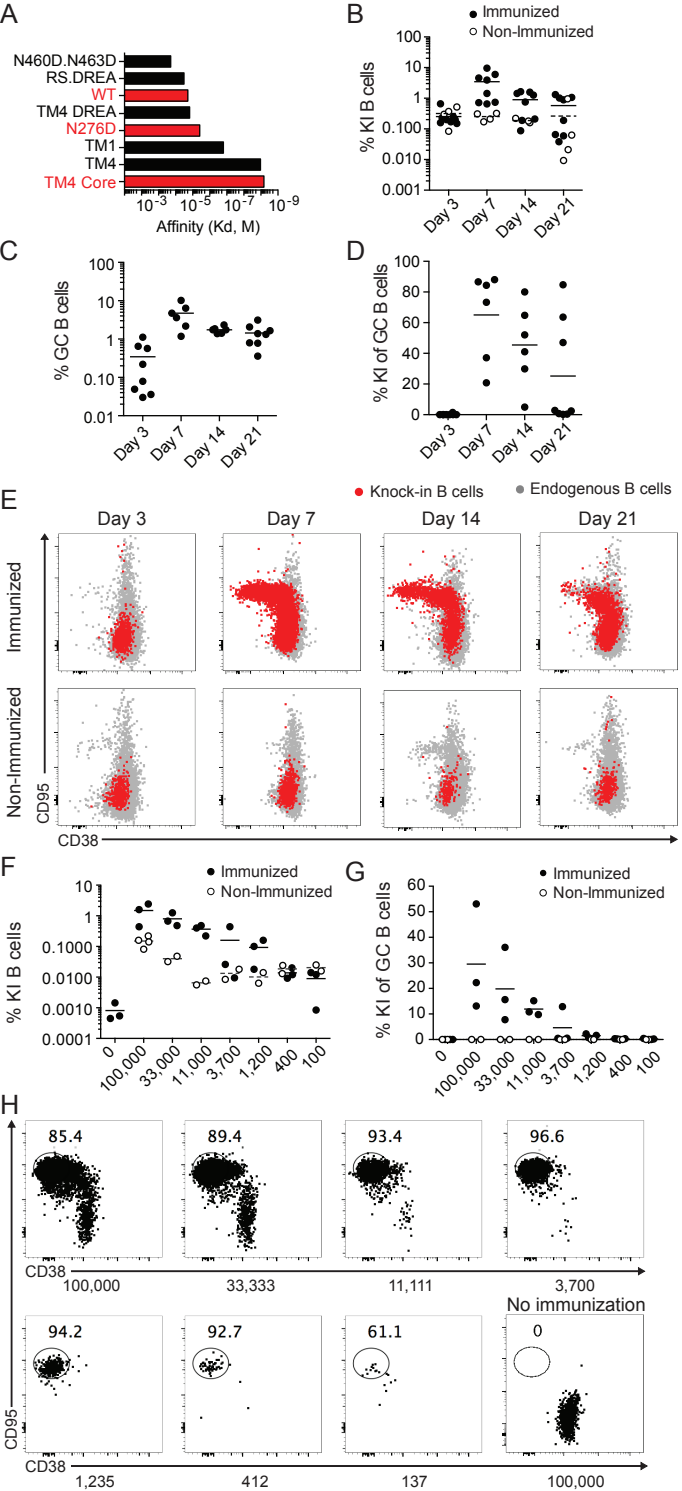 A
N460D.N463D
RS.DREA
WT
TM4 DREA
N276D
TM1
TM4
TM4 Core
10-3 10-5 10-7 10-9
Affinity (Kd, M)
B
Immunized
Non-Immunized
% KI B cells
100
10
1
0.100
0.010
0.001
Day 3 Day 7 Day 14 Day 21
C
% GC B cells
100
10
1
0.10
0.01
Day 3 Day 7 Day 14 Day 21
D
% KI of GC B cells
100
80
60
40
20
0
Day 3 Day 7 Day 14 Day 21
E
Knock-in B cells Endogenous B cells
Day 3 Day 7 Day 14 Day 21
Immunized
Non-Immunized
CD95
CD38
F
Immunized
Non-Immunized
% KI B cells
10
1
0.1000
0.0100
0.0010
0.0001
0 100,000 33,000 11,000 3,700 1,200 400 100
G
Immunized
Non-Immunized
% KI of GC B cells
60
50
40
30
20
10
0
0 100,000 33,000 11,000 3,700 1,200 400 100
H
85.4 89.4 93.4 96.6
CD38
100,000 33,333 11,111 3,700
No immunization
94.2 92.7 61.1 0
CD95
CD38
1,235 412 137 100,000